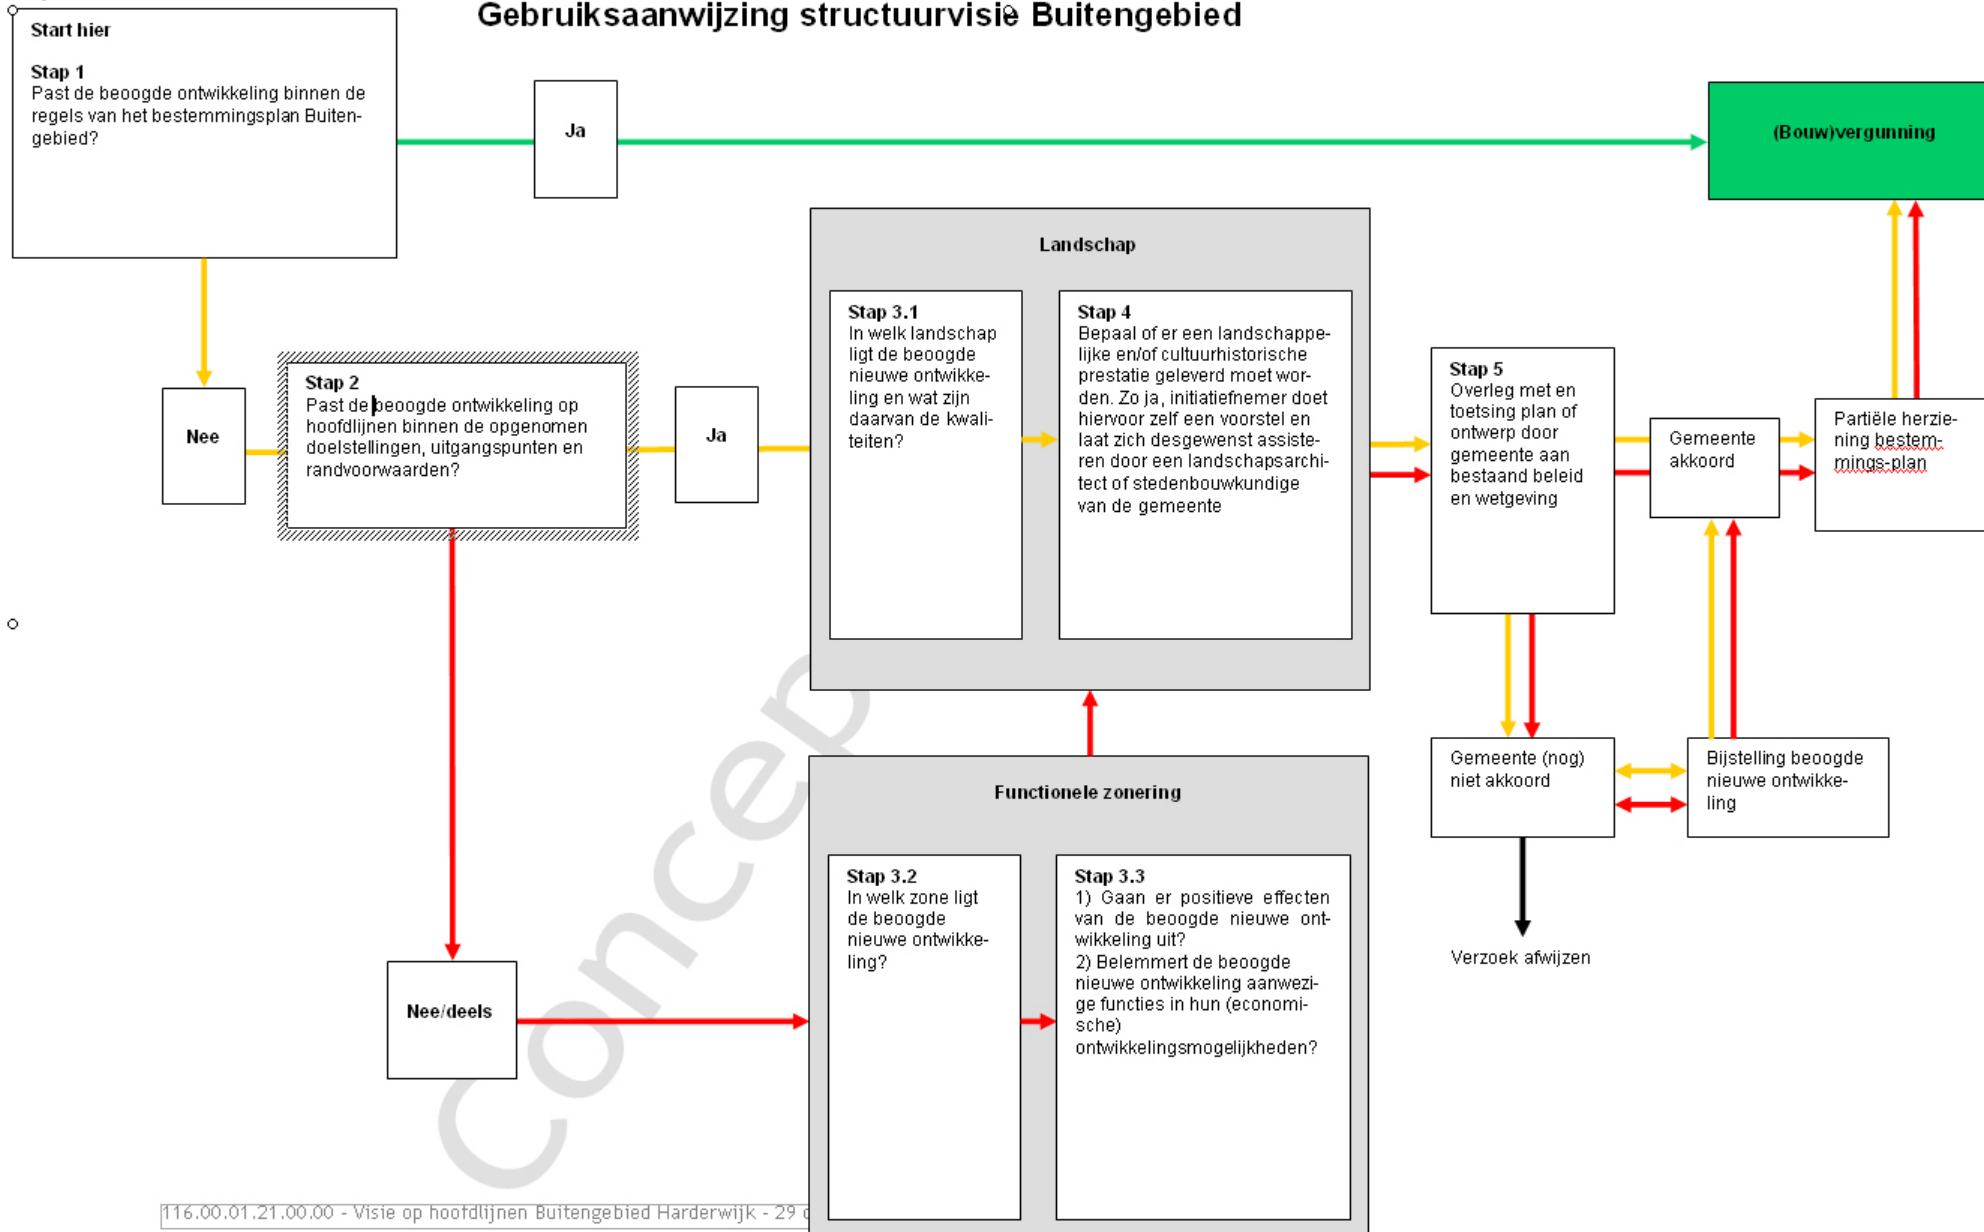 Gebruiksaanwijzing structuurvisie Buitengebied
Start hier
Stap 1
Past de beoogde ontwikkeling binnen de
regels van het bestemmingsplan Buiten-
gebied?
Ja
(Bouw)vergunning
Nee
Stap 2
Past de beoogde ontwikkeling op
hoofdlijnen binnen de opgenomen
doelstellingen, uitgangspunten en
randvoorwaarden?
Ja
Landschap
Stap 3.1
In welk landschap
ligt de beoogde
nieuwe ontwikke-
ling en wat zijn
daarvan de kwali-
teiten?
Stap 4
Bepaal of er een landschappe-
lijke en/of cultuurhistorische
prestatie geleverd moet wor-
den. Zo ja, initiatiefnemer doet
hiervoor zelf een voorstel en
laat zich desgewenst assiste-
ren door een landschapsarchi-
tect of stedenbouwkundige
van de gemeente
Stap 5
Overleg met en
toetsing plan of
ontwerp door
gemeente aan
bestaand beleid
en wetgeving
Gemeente
akkoord
Partiële herzie-
ning bestem-
mings-plan
Gemeente (nog)
niet akkoord
Bijstelling beoogde
nieuwe ontwikke-
ling
Verzoek afwijzen
Nee/deels
Functionele zonering
Stap 3.2
In welk zone ligt
de beoogde
nieuwe ontwikke-
ling?
Stap 3.3
1) Gaan er positieve effecten
van de beoogde nieuwe ont-
wikkeling uit?
2) Belemmert de beoogde
nieuwe ontwikkeling aanwezi-
ge functies in hun (economi-
sche)
ontwikkelingsmogelijkheden?
Concep
116.00.01.21.00.00 - Visie op hoofdlijnen Buitengebied Harderwijk - 29